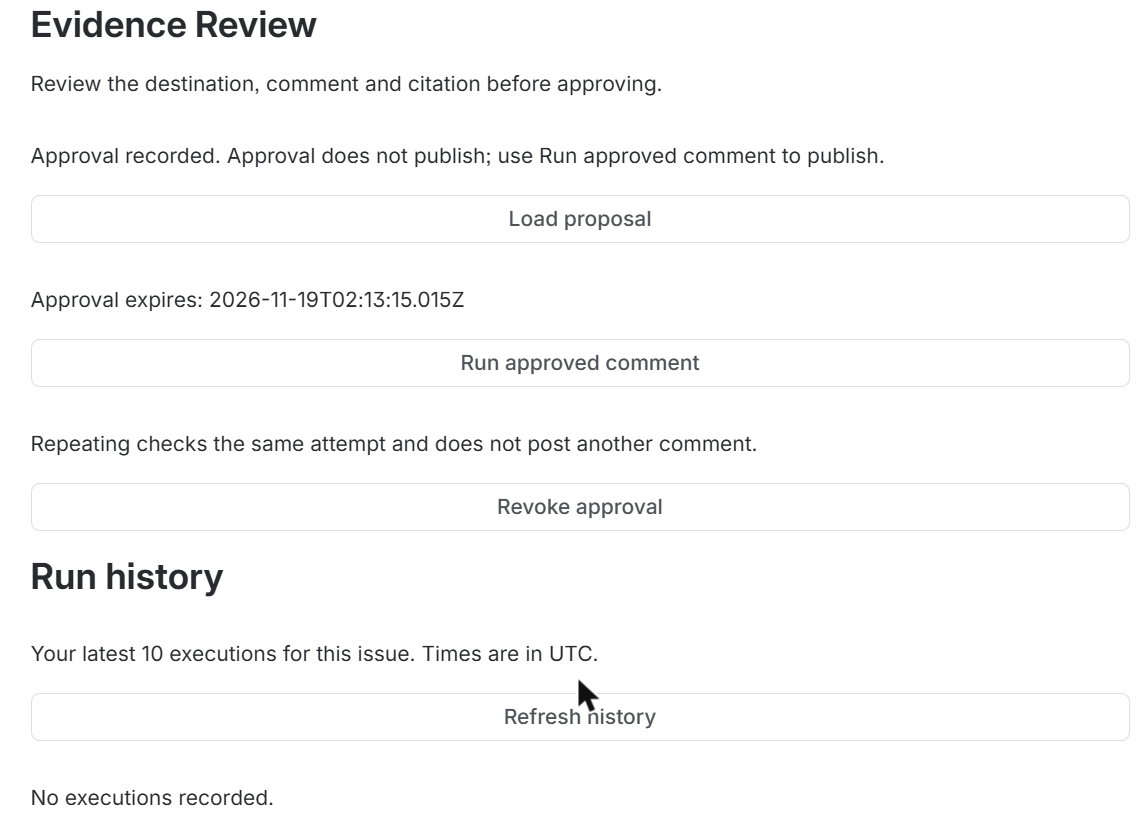 Evidence Review
Review the destination, comment and citation before approving.
Approval recorded. Approval does not publish; use Run approved comment to publish.
Load proposal
Approval expires: 2026-11-19T02:13:15.015Z
Run approved comment
Repeating checks the same attempt and does not post another comment.
Revoke approval
Run history
Your latest 10 executions for this issue. Times are in UTC.
Refresh history
No executions recorded.